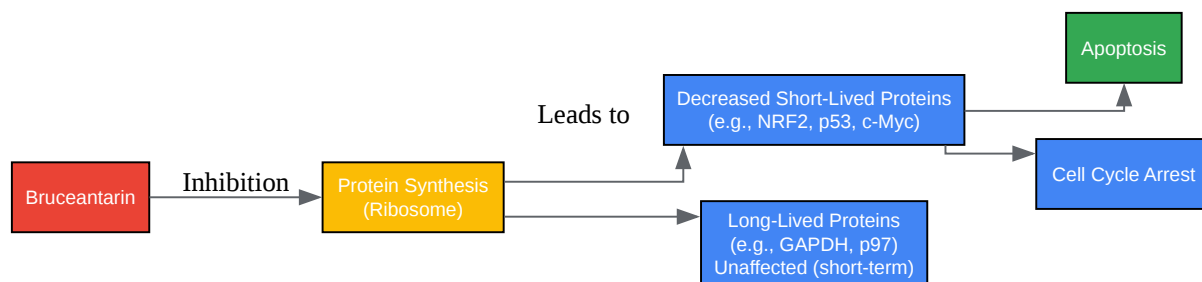 Bruceantarin
Inhibition
Protein Synthesis
(Ribosome)
Leads to
Decreased Short-Lived Proteins
(e.g., NRF2, p53, c-Myc)
Apoptosis
Cell Cycle Arrest
Long-Lived Proteins
(e.g., GAPDH, p97)
Unaffected (short-term)